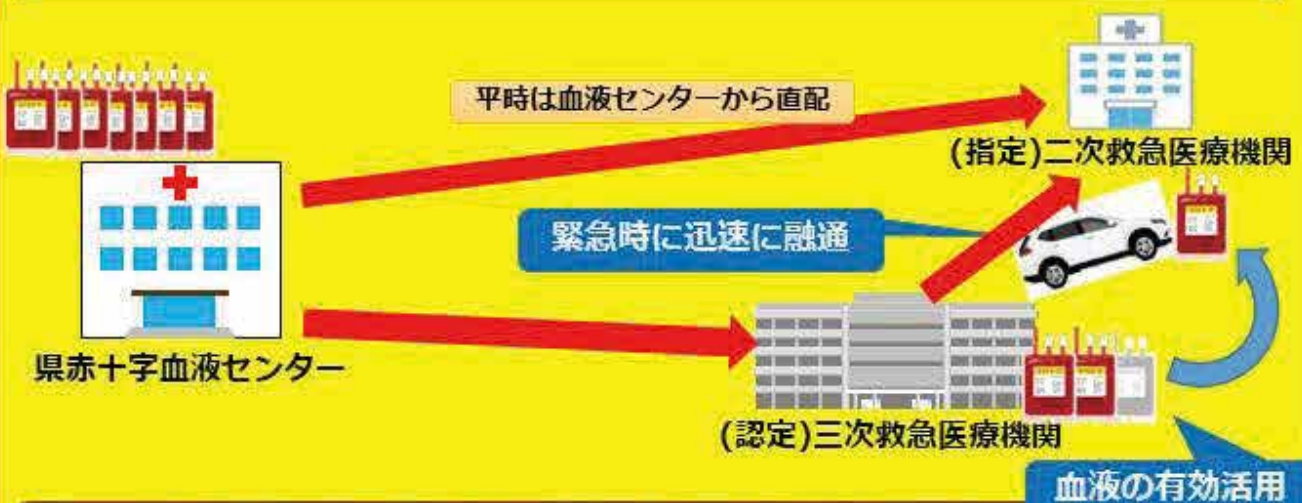 平時は血液センターから直配
(指定)二次救急医療機関
緊急時に迅速に融通
県赤十字血液センター
(認定)三次救急医療機関
血液の有効活用